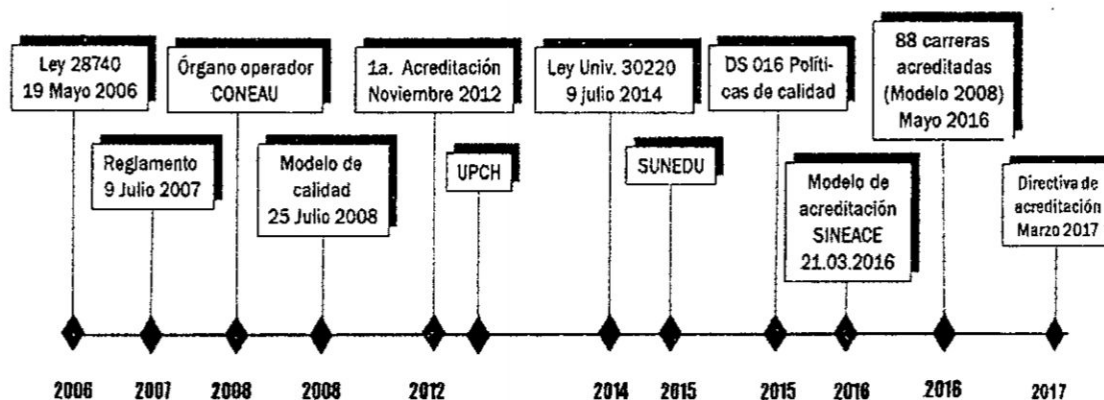 Ley 28740
19 Mayo 2006
Reglamento
9 Julio 2007
Órgano operador
CONEAU
Modelo de
calidad
25 Julio 2008
1a. Acreditación
Noviembre 2012
UPCH
Ley Univ. 30220
9 julio 2014
SUNEDU
DS 016 Políti-
cas de calidad
Modelo de
acreditación
SINEACE
21.03.2016
88 carreras
acreditadas
(Modelo 2008)
Mayo 2016
Directiva de
acreditación
Marzo 2017
2006
2007
2008
2008
2012
2014
2015
2015
2016
2016
2017